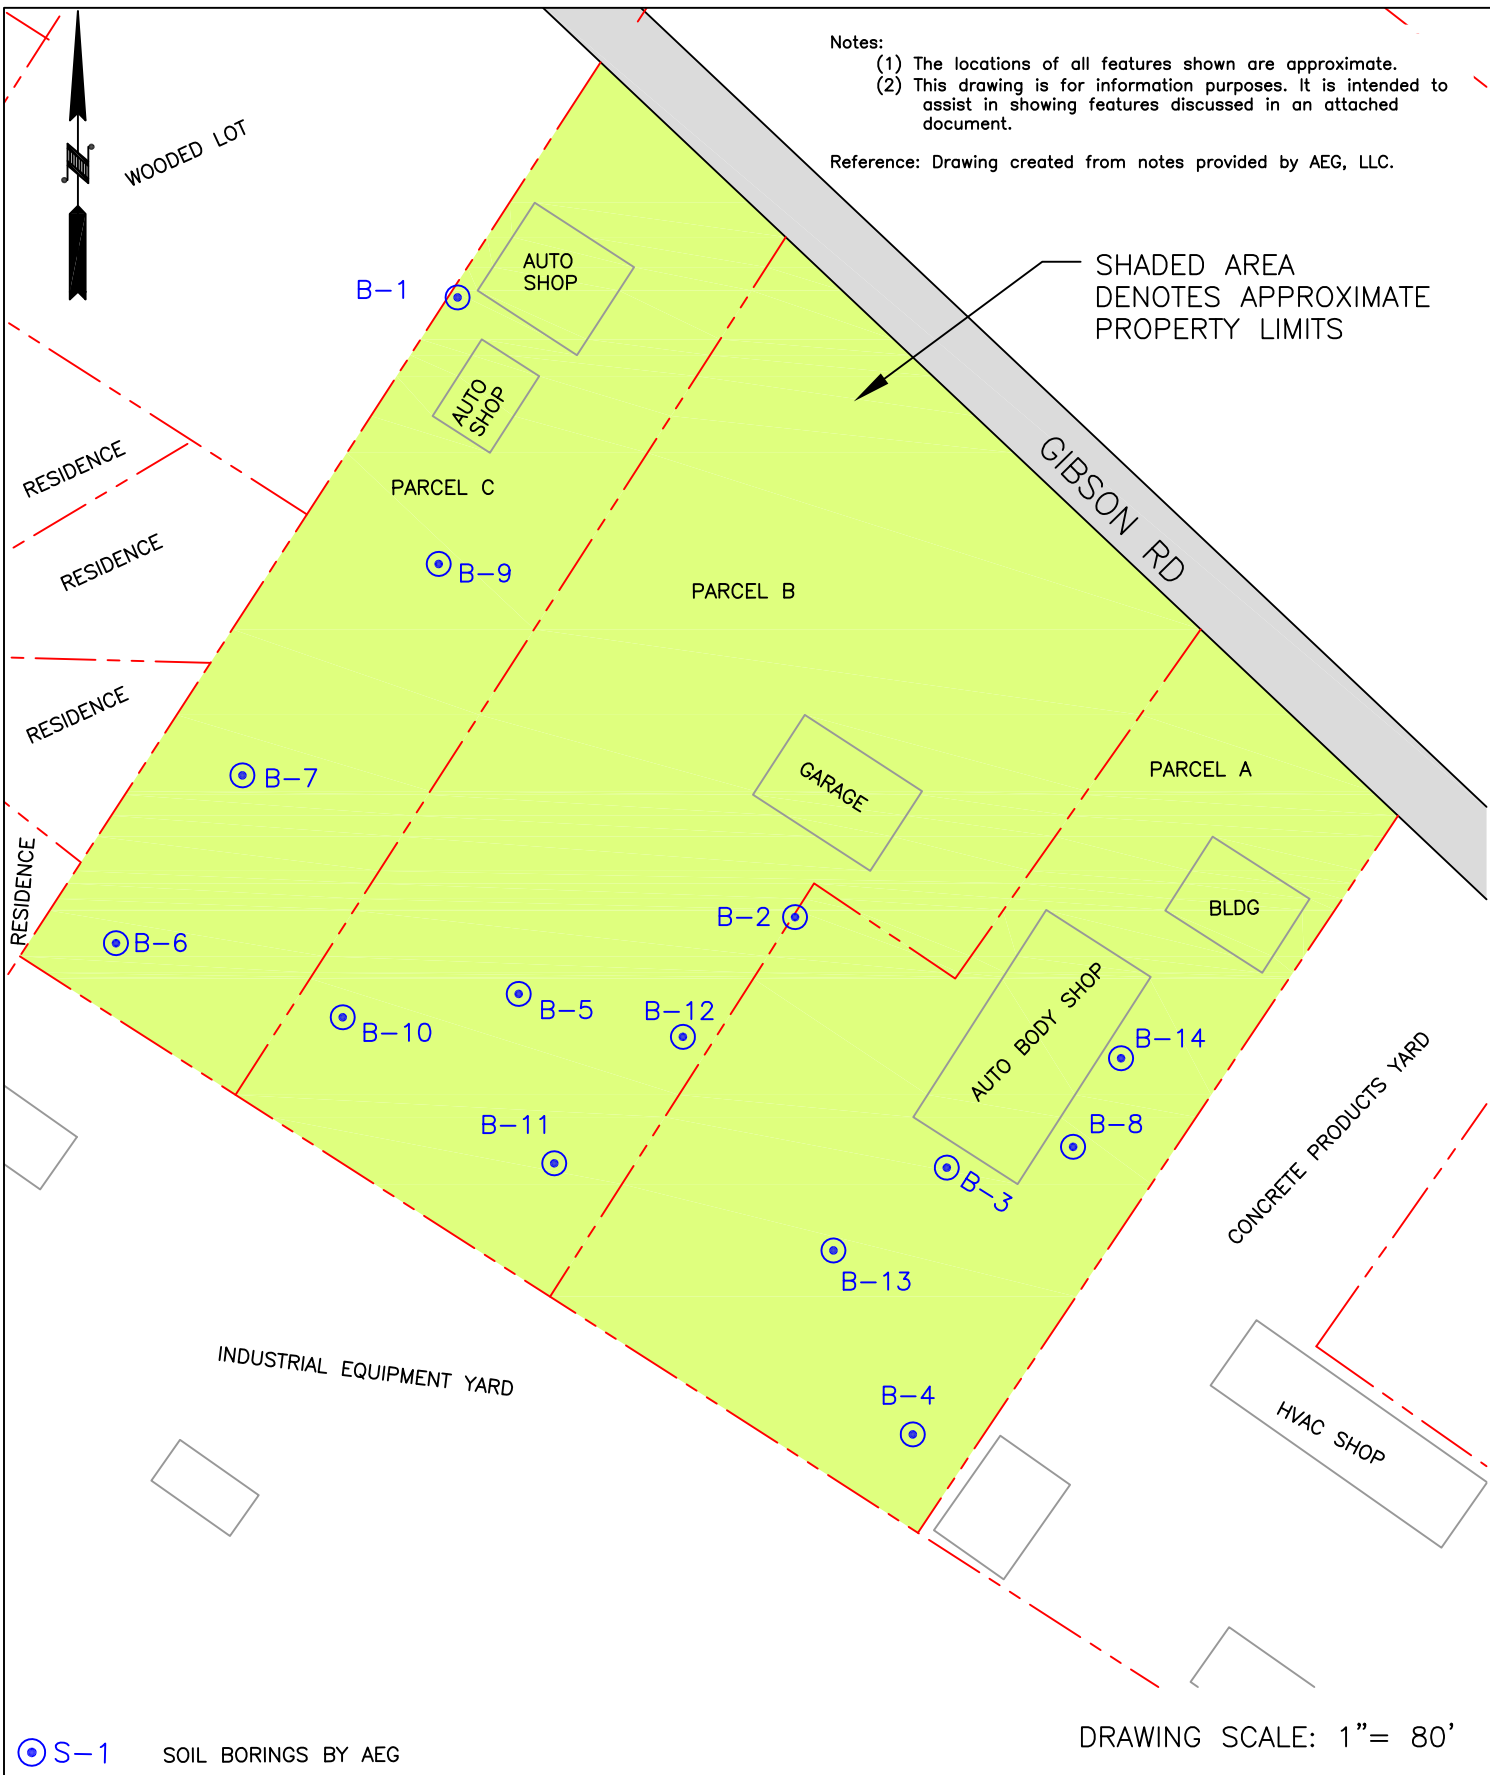 Notes:
(1) The locations of all features shown are approximate.
(2) This drawing is for information purposes. It is intended to
assist in showing features discussed in an attached
document.
Reference: Drawing created from notes provided by AEG, LLC.
N
WOODED LOT
AUTO
SHOP
SHADED AREA
DENOTES APPROXIMATE
PROPERTY LIMITS
B-1
AUTO
SHOP
RESIDENCE
PARCEL C
GIBSON RD
RESIDENCE
B-9
PARCEL B
RESIDENCE
B-7
GARAGE
PARCEL A
RESIDENCE
BLDG
B-2
B-6
B-5
B-12
B-10
AUTO BODY SHOP
B-14
B-11
B-8
B-3
CONCRETE PRODUCTS YARD
B-13
INDUSTRIAL EQUIPMENT YARD
B-4
HVAC SHOP
DRAWING SCALE: 1"= 80'
S-1 SOIL BORINGS BY AEG